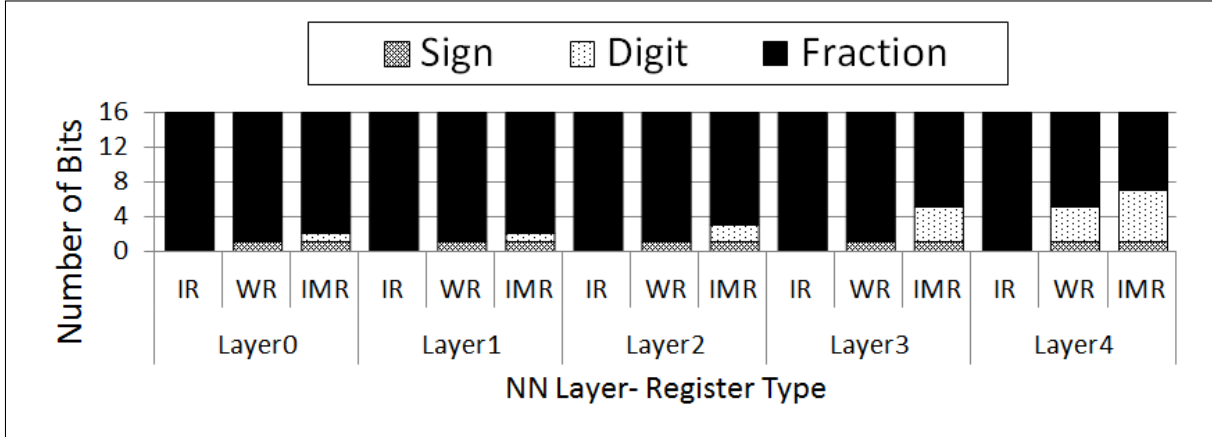 Sign Digit Fraction
Number of Bits
16
12
8
4
0
IR WR IMR IR WR IMR IR WR IMR IR WR IMR IR WR IMR
Layer0 Layer1 Layer2 Layer3 Layer4
NN Layer- Register Type